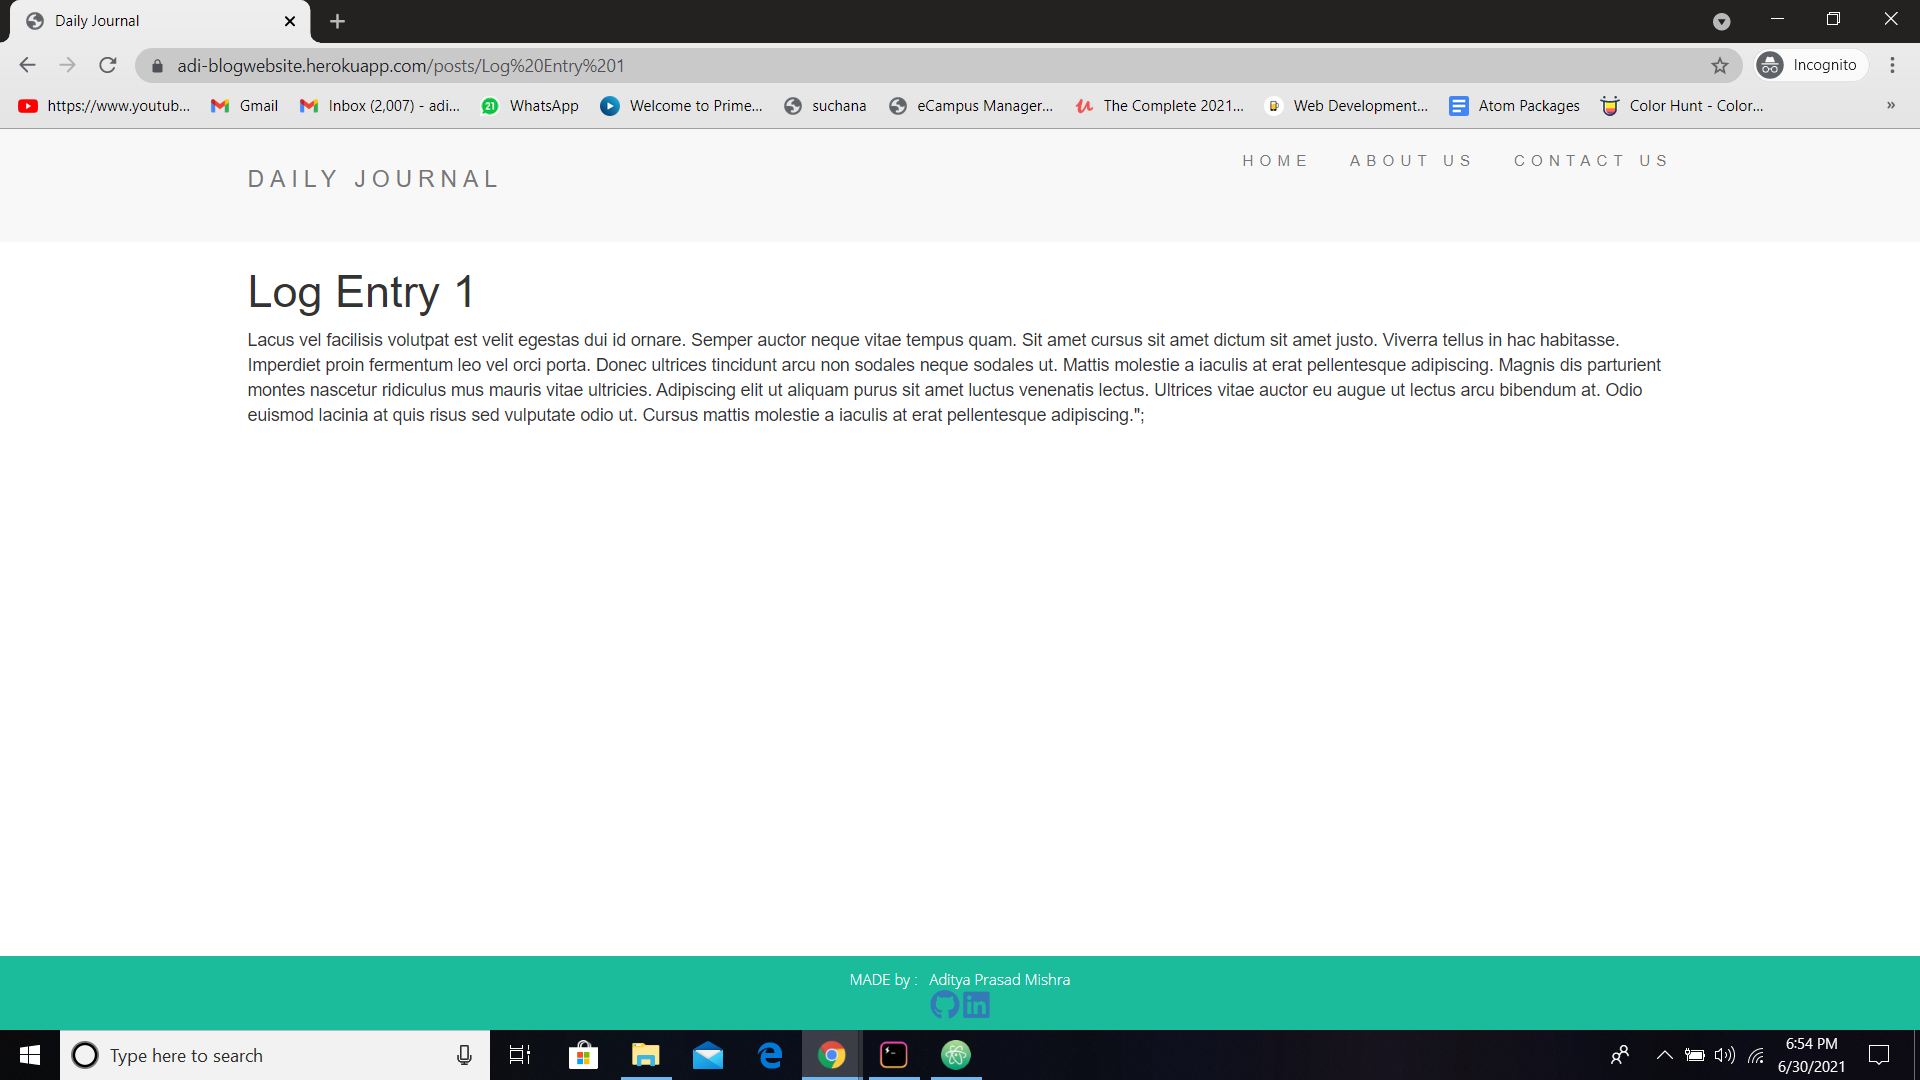 Daily Journal
adi-blogwebsite.herokuapp.com/posts/Log%20Entry%201
Incognito
https://www.youtub...
Gmail
Inbox (2,007) - adi...
21
WhatsApp
Welcome to Prime...
suchana
eCampus Manager...
The Complete 2021...
Web Development...
Atom Packages
Color Hunt - Color...
»
DAILY JOURNAL
HOME
ABOUT US
CONTACT US
Log Entry 1
Lacus vel facilisis volutpat est velit egestas dui id ornare. Semper auctor neque vitae tempus quam. Sit amet cursus sit amet dictum sit amet justo. Viverra tellus in hac habitasse.
Imperdiet proin fermentum leo vel orci porta. Donec ultrices tincidunt arcu non sodales neque sodales ut. Mattis molestie a iaculis at erat pellentesque adipiscing. Magnis dis parturient
montes nascetur ridiculus mus mauris vitae ultricies. Adipiscing elit ut aliquam purus sit amet luctus venenatis lectus. Ultrices vitae auctor eu augue ut lectus arcu bibendum at. Odio
euismod lacinia at quis risus sed vulputate odio ut. Cursus mattis molestie a iaculis at erat pellentesque adipiscing.";
MADE by : Aditya Prasad Mishra
in
Type here to search
6:54 PM
6/30/2021